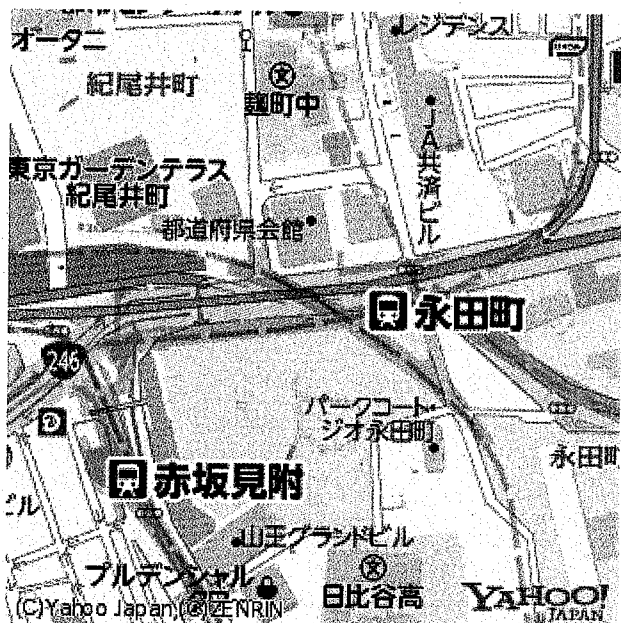 オータニ
レジデンス
紀尾井町
麹町中
JA共済ビル
東京ガーデンテラス
紀尾井町
都道府県会館
永田町
246
パークコート
ジオ永田町
永田町
赤坂見附
ビル
山王グランドビル
プルデンシャル
日比谷高
YAHOO!
JAPAN
(C)Yahoo Japan,(C)ZENRIN